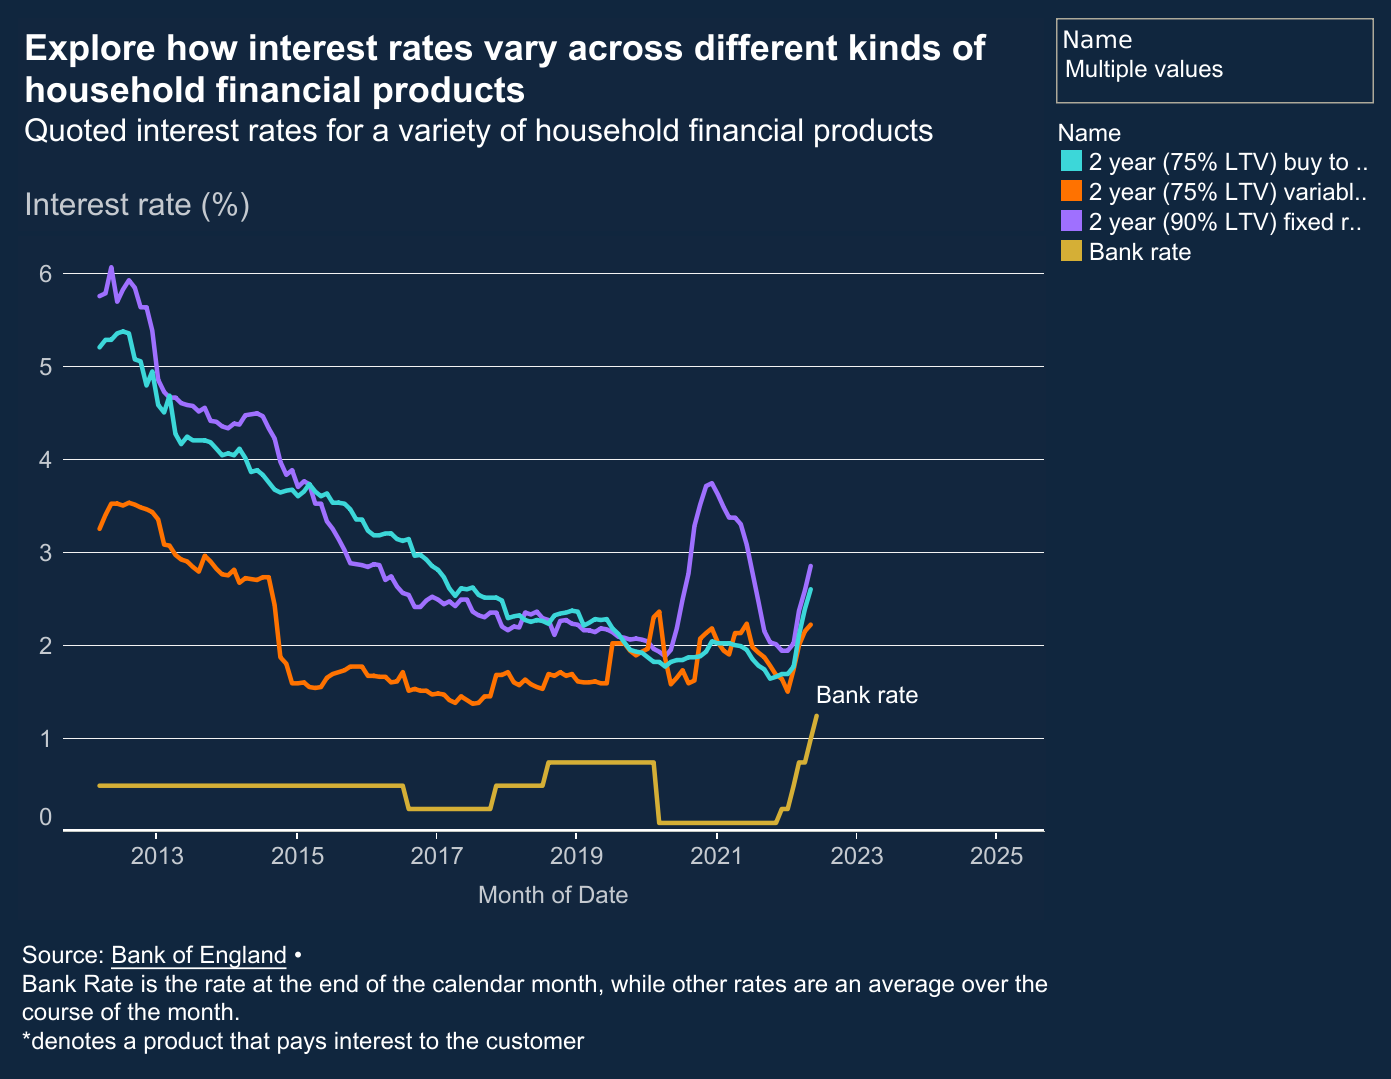 Explore how interest rates vary across different kinds of
household financial products
Quoted interest rates for a variety of household financial products
Name
Multiple values
Name
2 year (75% LTV) buy to ..
2 year (75% LTV) variabl..
2 year (90% LTV) fixed r..
Bank rate
Interest rate (%)
6
5
4
3
2
1
0
Bank rate
2013
2015
2017
2019
2021
2023
2025
Month of Date
Source: Bank of England •
Bank Rate is the rate at the end of the calendar month, while other rates are an average over the
course of the month.
*denotes a product that pays interest to the customer